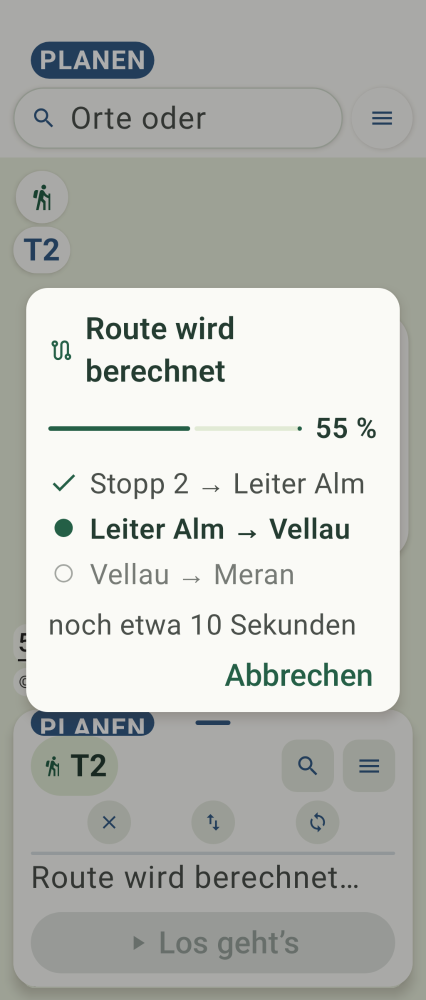 PLANEN
Orte oder
T2
Route wird
berechnet
55 %
Stopp 2 → Leiter Alm
Leiter Alm → Vellau
Vellau → Meran
noch etwa 10 Sekunden
Abbrechen
PLANEN
T2
Route wird berechnet…
Los geht’s